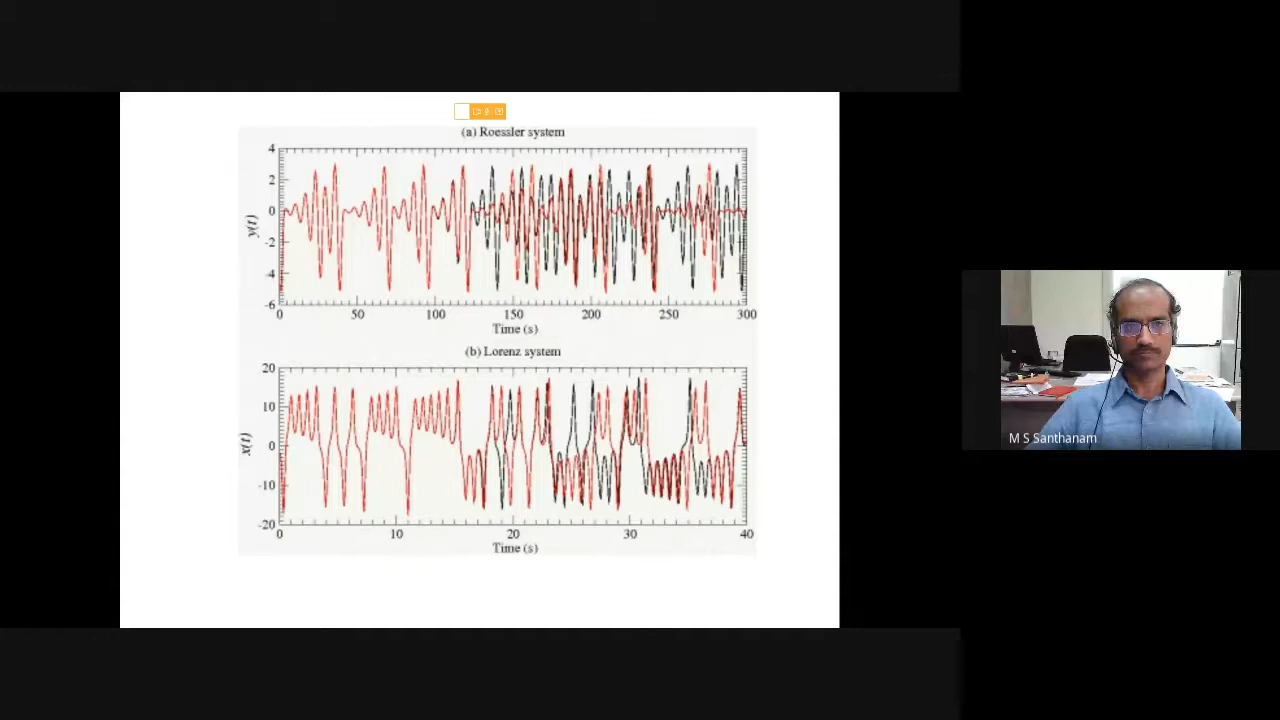 (a) Roessler system
4
2
0
-2
-4
-6
y(t)
0 50 100 150 200 250 300
Time (s)
(b) Lorenz system
20
10
0
-10
-20
x(t)
0 10 20 30 40
Time (s)
M S Santhanam